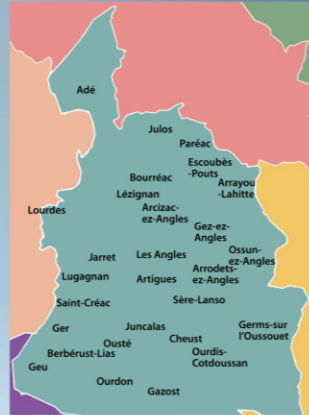 Adé
Julos
Paréac
Escoubès
-Pouts
Bourréac
Arrayou
-Lahitte
Lézignan
Lourdes
Arcizac-
ez-Angles
Gez-ez-
Angles
Jarret
Les Angles
Ossun-
ez-Angles
Lugagnan
Artigues
Arrodets-
ez-Angles
Saint-Créac
Sère-Lanso
Ger
Juncalas
Germs-sur
l'Oussouet
Ousté
Cheust
Berbérust-Lias
Ourdis-
Cotdoussan
Geu
Ourdon
Gazost